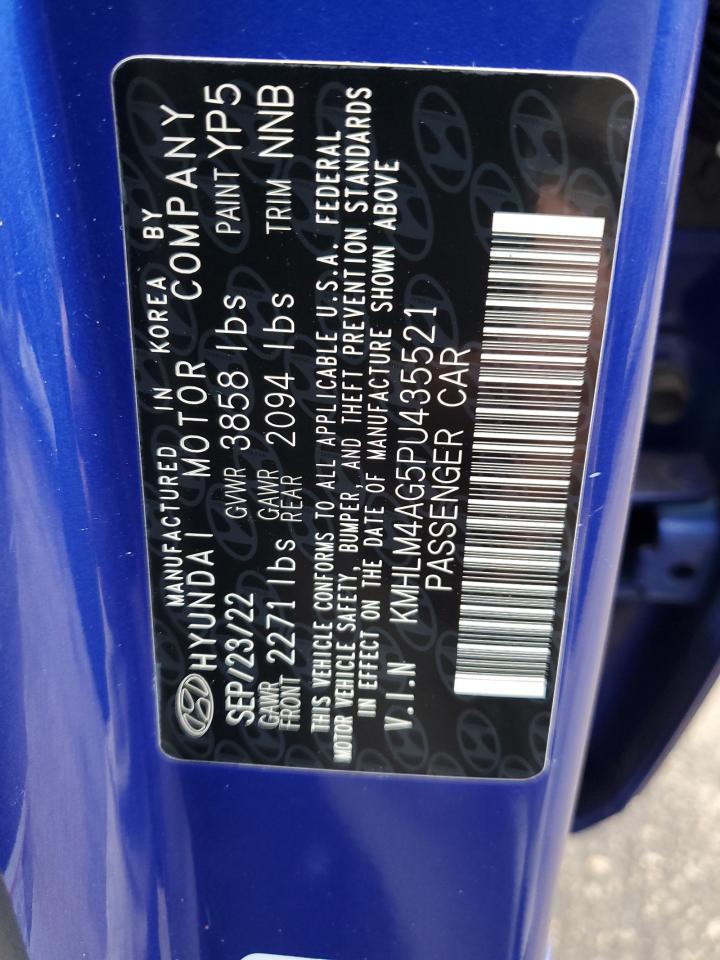 MANUFACTURED IN KOREA BY
HYUNDAI MOTOR COMPANY
SEP/23/22 GVWR 3858 lbs PAINT YP5
GAWR FRONT 2271 lbs GAWR REAR 2094 lbs TRIM NNB
THIS VEHICLE CONFORMS TO ALL APPLICABLE U.S.A. FEDERAL
MOTOR VEHICLE SAFETY, BUMPER, AND THEFT PREVENTION STANDARDS
IN EFFECT ON THE DATE OF MANUFACTURE SHOWN ABOVE
V.I.N KMHLM4AG5PU435521
PASSENGER CAR